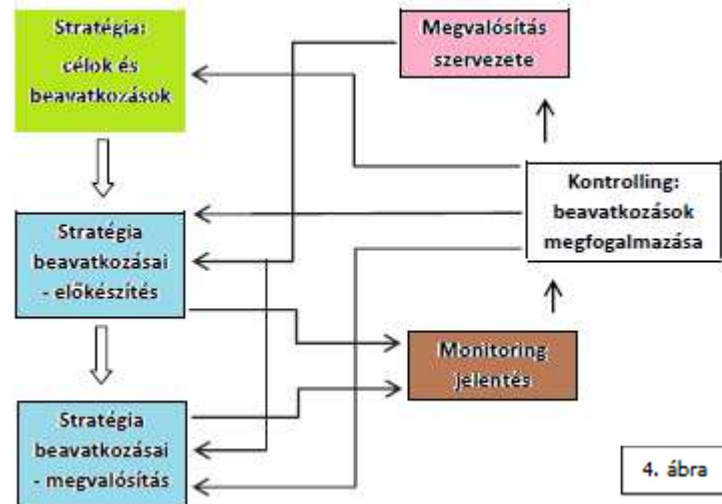 Stratégia:
célok és
beavatkozások
Megvalósítás
szervezete
Kontrolling:
beavatkozások
megfogalmazása
Stratégia
beavatkozásai
- előkészítés
Monitoring
jelentés
Stratégia
beavatkozásai
- megvalósítás
4. ábra